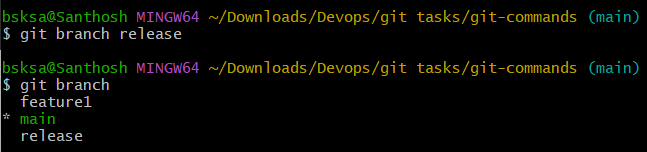 bsksa@Santhosh MINGW64 ~/Downloads/Devops/git tasks/git-commands (main)
$ git branch release
bsksa@Santhosh MINGW64 ~/Downloads/Devops/git tasks/git-commands (main)
$ git branch
  feature1
* main
  release